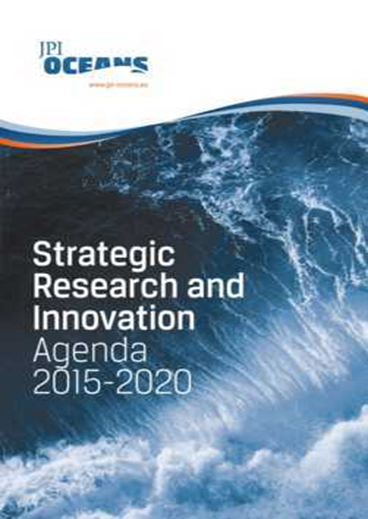 JPI
OCEANS
www.jpi-oceans.eu
Strategic
Research and
Innovation
Agenda
2015-2020